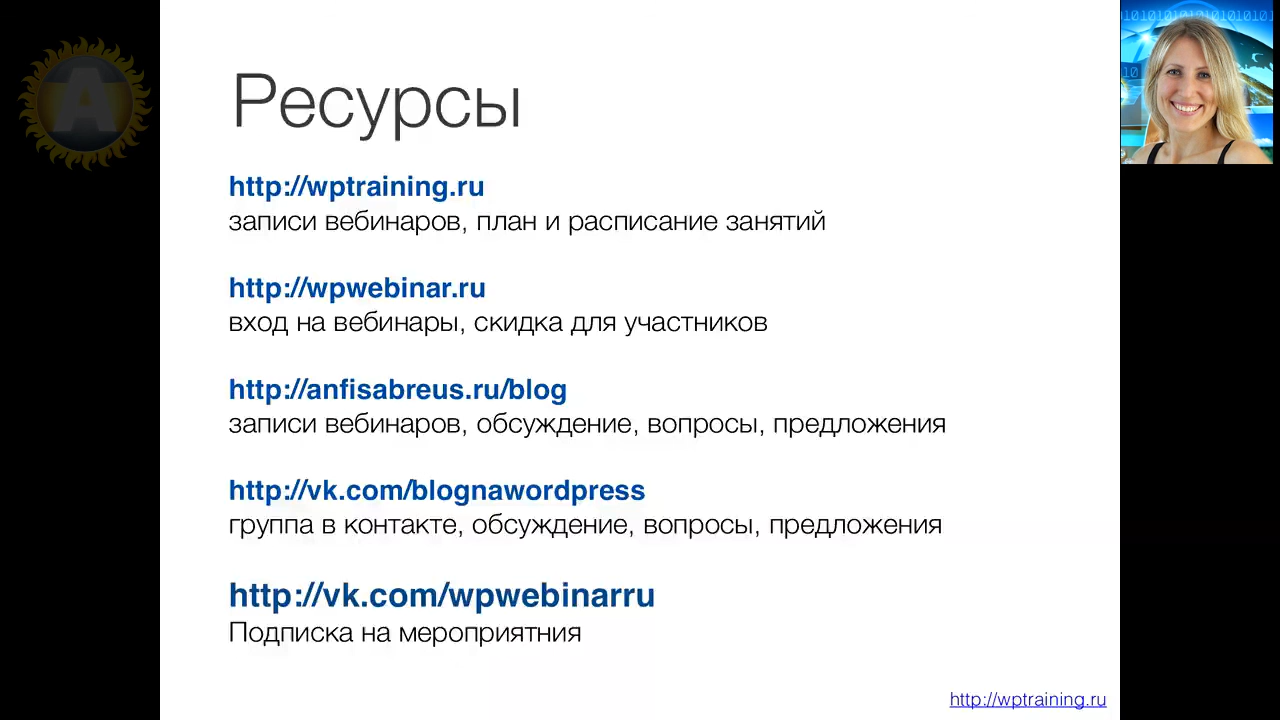 Ресурсы
http://wptraining.ru
записи вебинаров, план и расписание занятий
http://wpwebinar.ru
вход на вебинары, скидка для участников
http://anfisabreus.ru/blog
записи вебинаров, обсуждение, вопросы, предложения
http://vk.com/blognawordpress
группа в контакте, обсуждение, вопросы, предложения
http://vk.com/wpwebinarru
Подписка на мероприятния
http://wptraining.ru
A